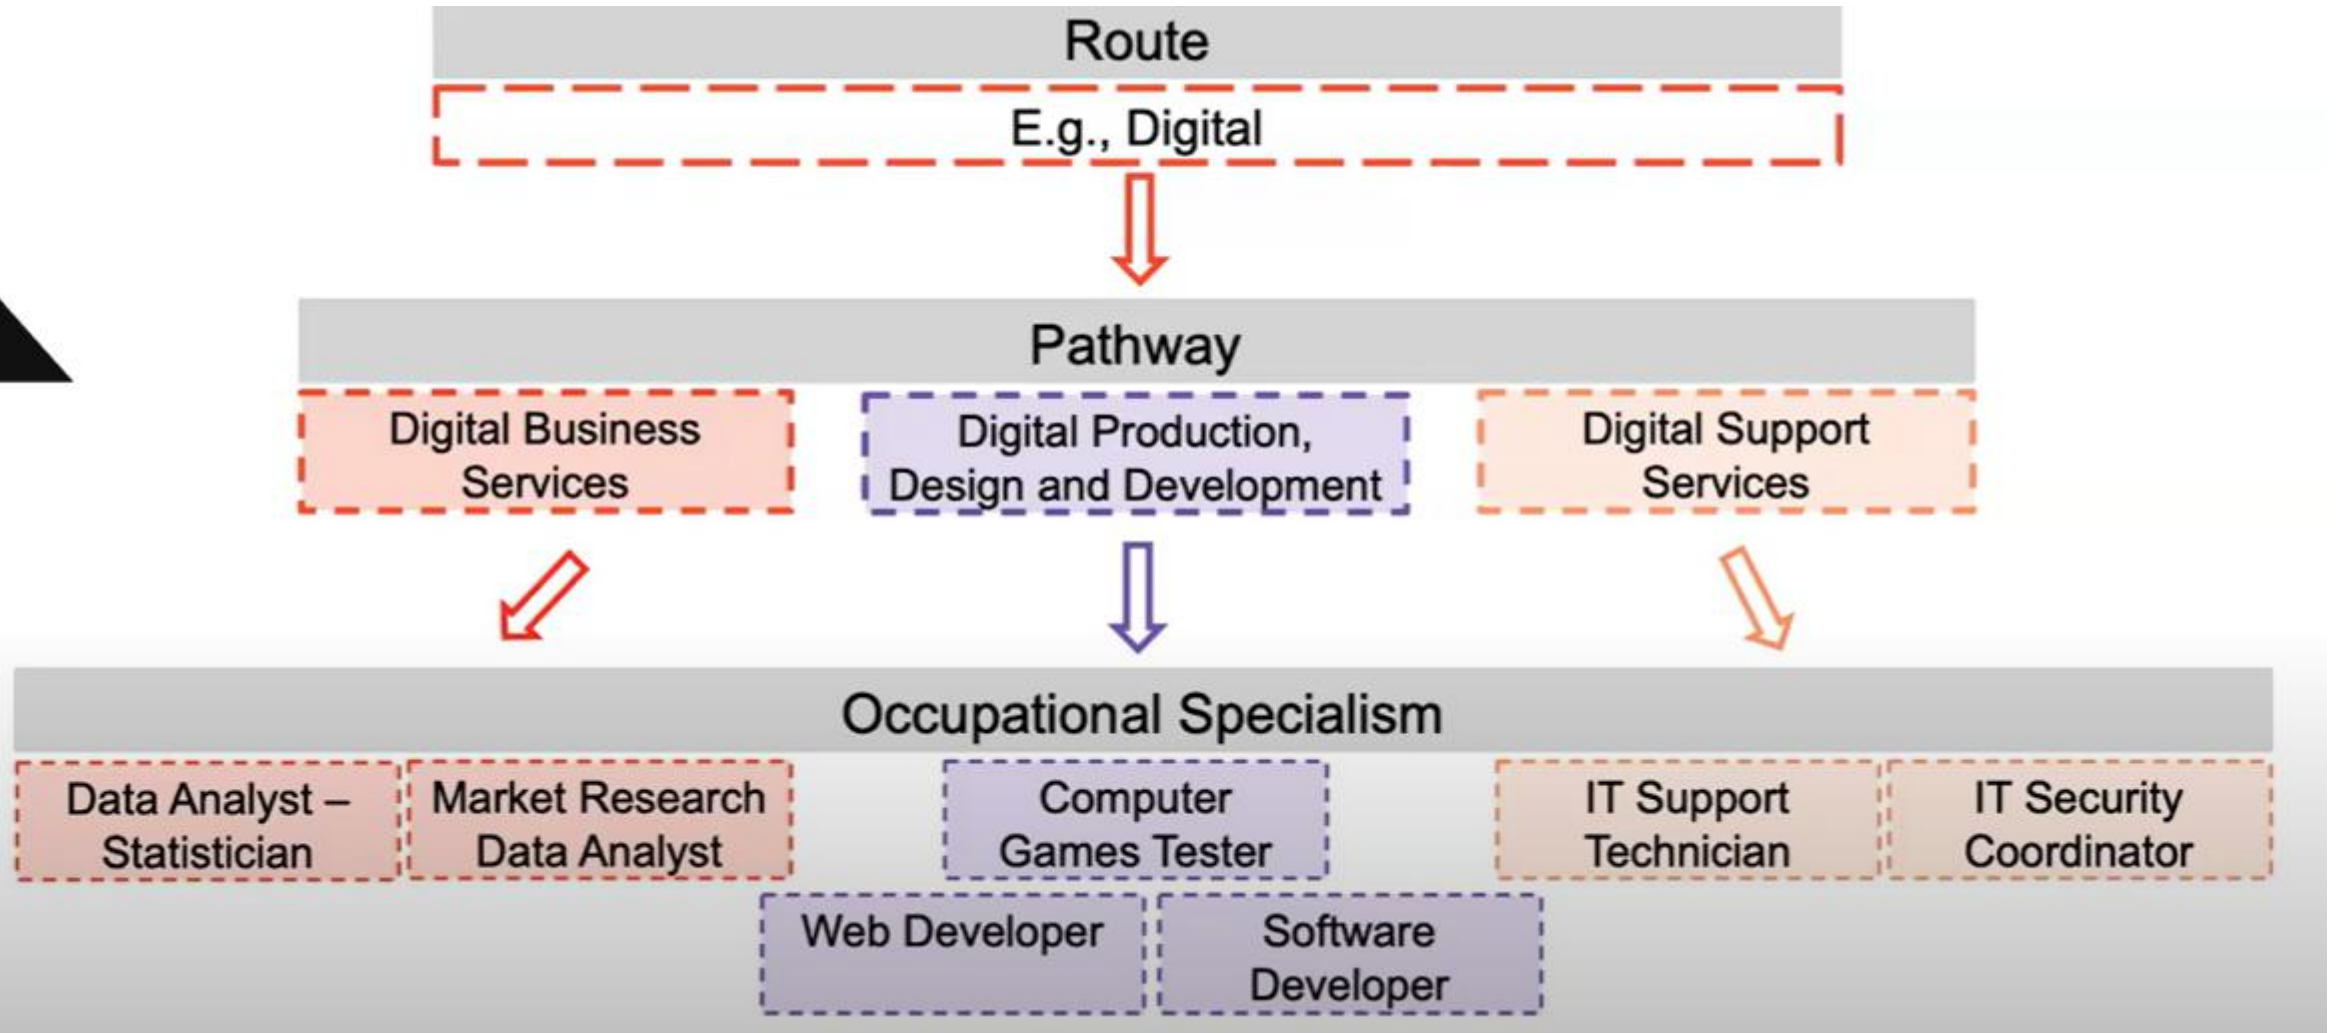 Route
E.g., Digital
Pathway
Digital Business
Services
Digital Production,
Design and Development
Digital Support
Services
Occupational Specialism
Data Analyst –
Statistician
Market Research
Data Analyst
Computer
Games Tester
IT Support
Technician
IT Security
Coordinator
Web Developer
Software
Developer